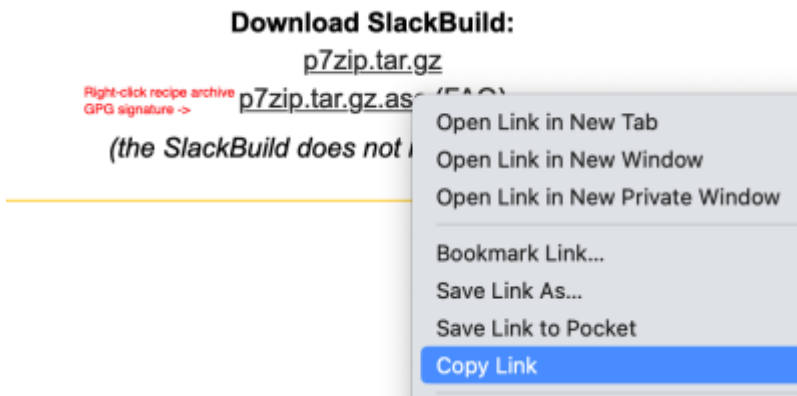 Download SlackBuild:
p7zip.tar.gz
Right-click recipe archive
GPG signature ->
p7zip.tar.gz.asc (FAQ)
(the SlackBuild does not
Open Link in New Tab
Open Link in New Window
Open Link in New Private Window
Bookmark Link...
Save Link As...
Save Link to Pocket
Copy Link